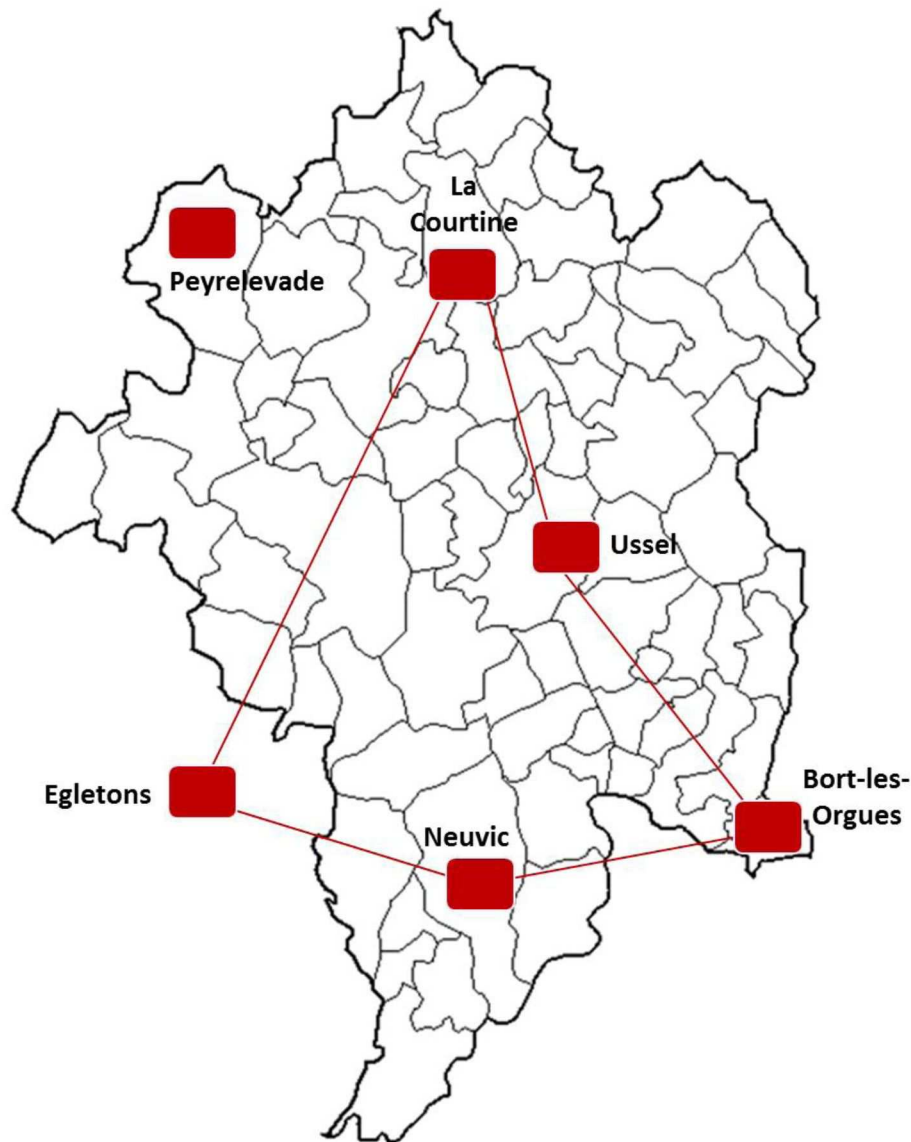 La
Courtine
Peyrelevade
Ussel
Egletons
Bort-les-
Orgues
Neuvic